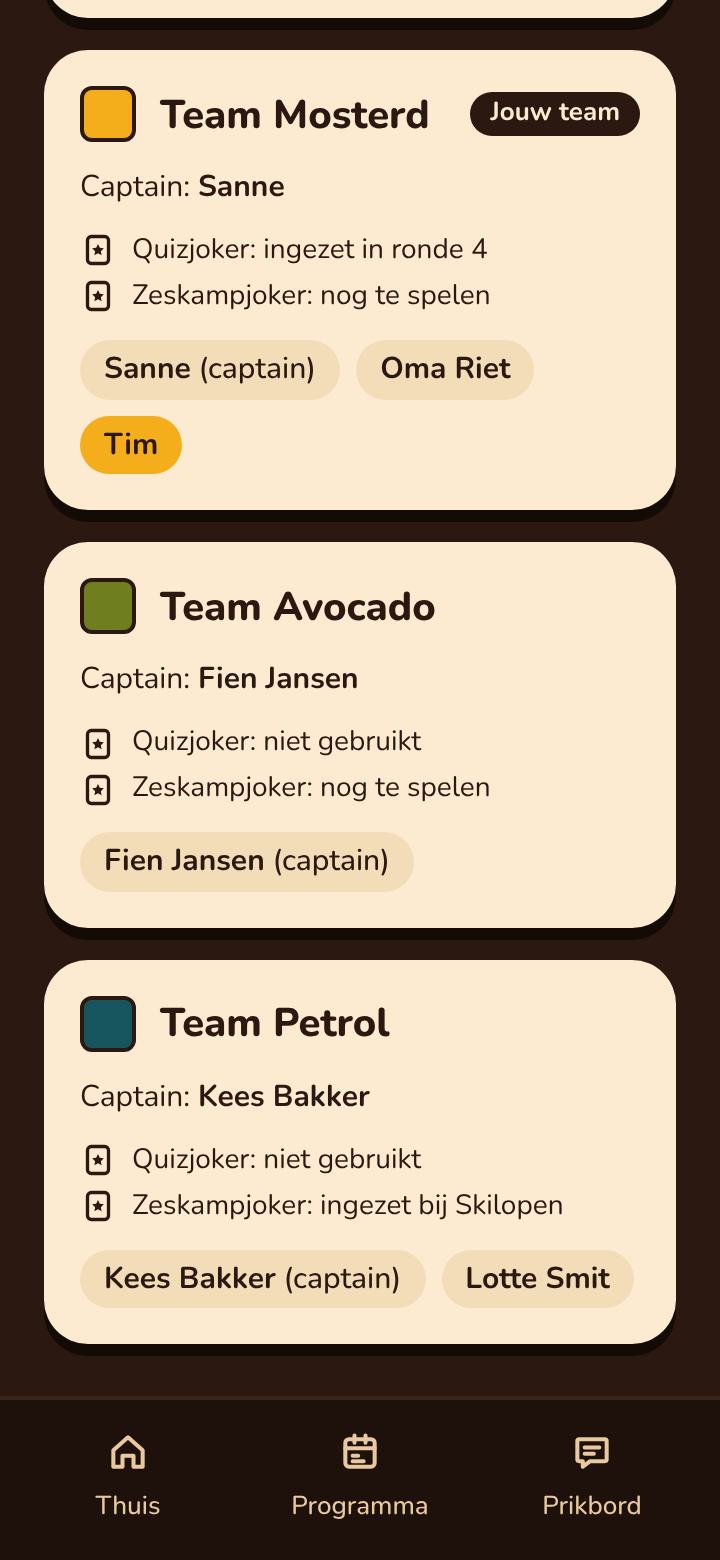 Team Mosterd
Jouw team
Captain: Sanne
Quizjoker: ingezet in ronde 4
Zeskampjoker: nog te spelen
Sanne (captain)
Oma Riet
Tim
Team Avocado
Captain: Fien Jansen
Quizjoker: niet gebruikt
Zeskampjoker: nog te spelen
Fien Jansen (captain)
Team Petrol
Captain: Kees Bakker
Quizjoker: niet gebruikt
Zeskampjoker: ingezet bij Skilopen
Kees Bakker (captain)
Lotte Smit
Thuis
Programma
Prikbord